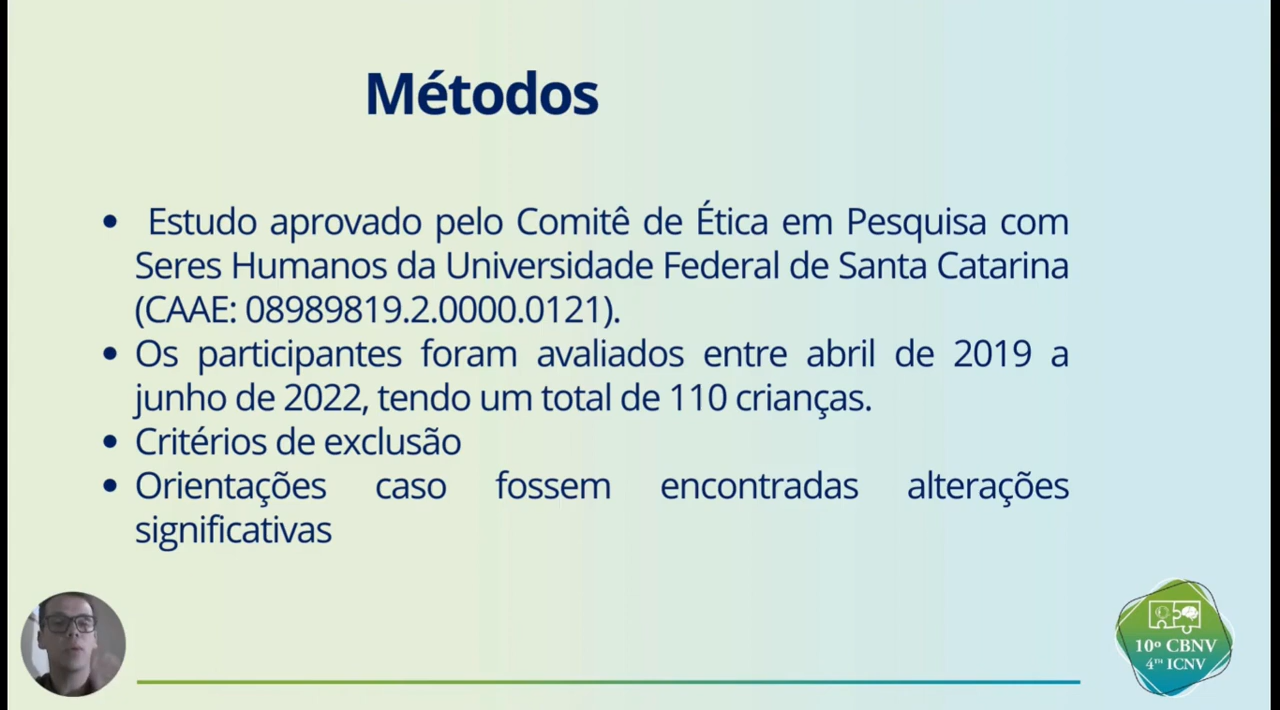 Métodos
• Estudo aprovado pelo Comitê de Ética em Pesquisa com
Seres Humanos da Universidade Federal de Santa Catarina
(CAAE: 08989819.2.0000.0121).
• Os participantes foram avaliados entre abril de 2019 a
junho de 2022, tendo um total de 110 crianças.
• Critérios de exclusão
• Orientações caso fossem encontradas alterações
significativas
10º CBNV
4TH ICNV